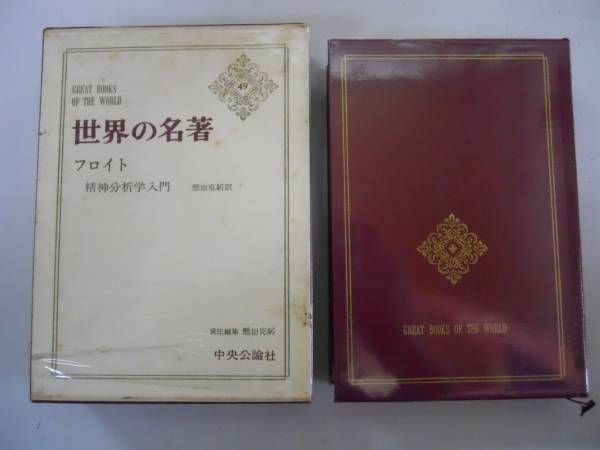 49
GREAT BOOKS
OF THE WORLD
世界の名著
フロイト
精神分析学入門 懸田克躬訳
責任編集 懸田克躬
中央公論社
GREAT BOOKS OF THE WORLD